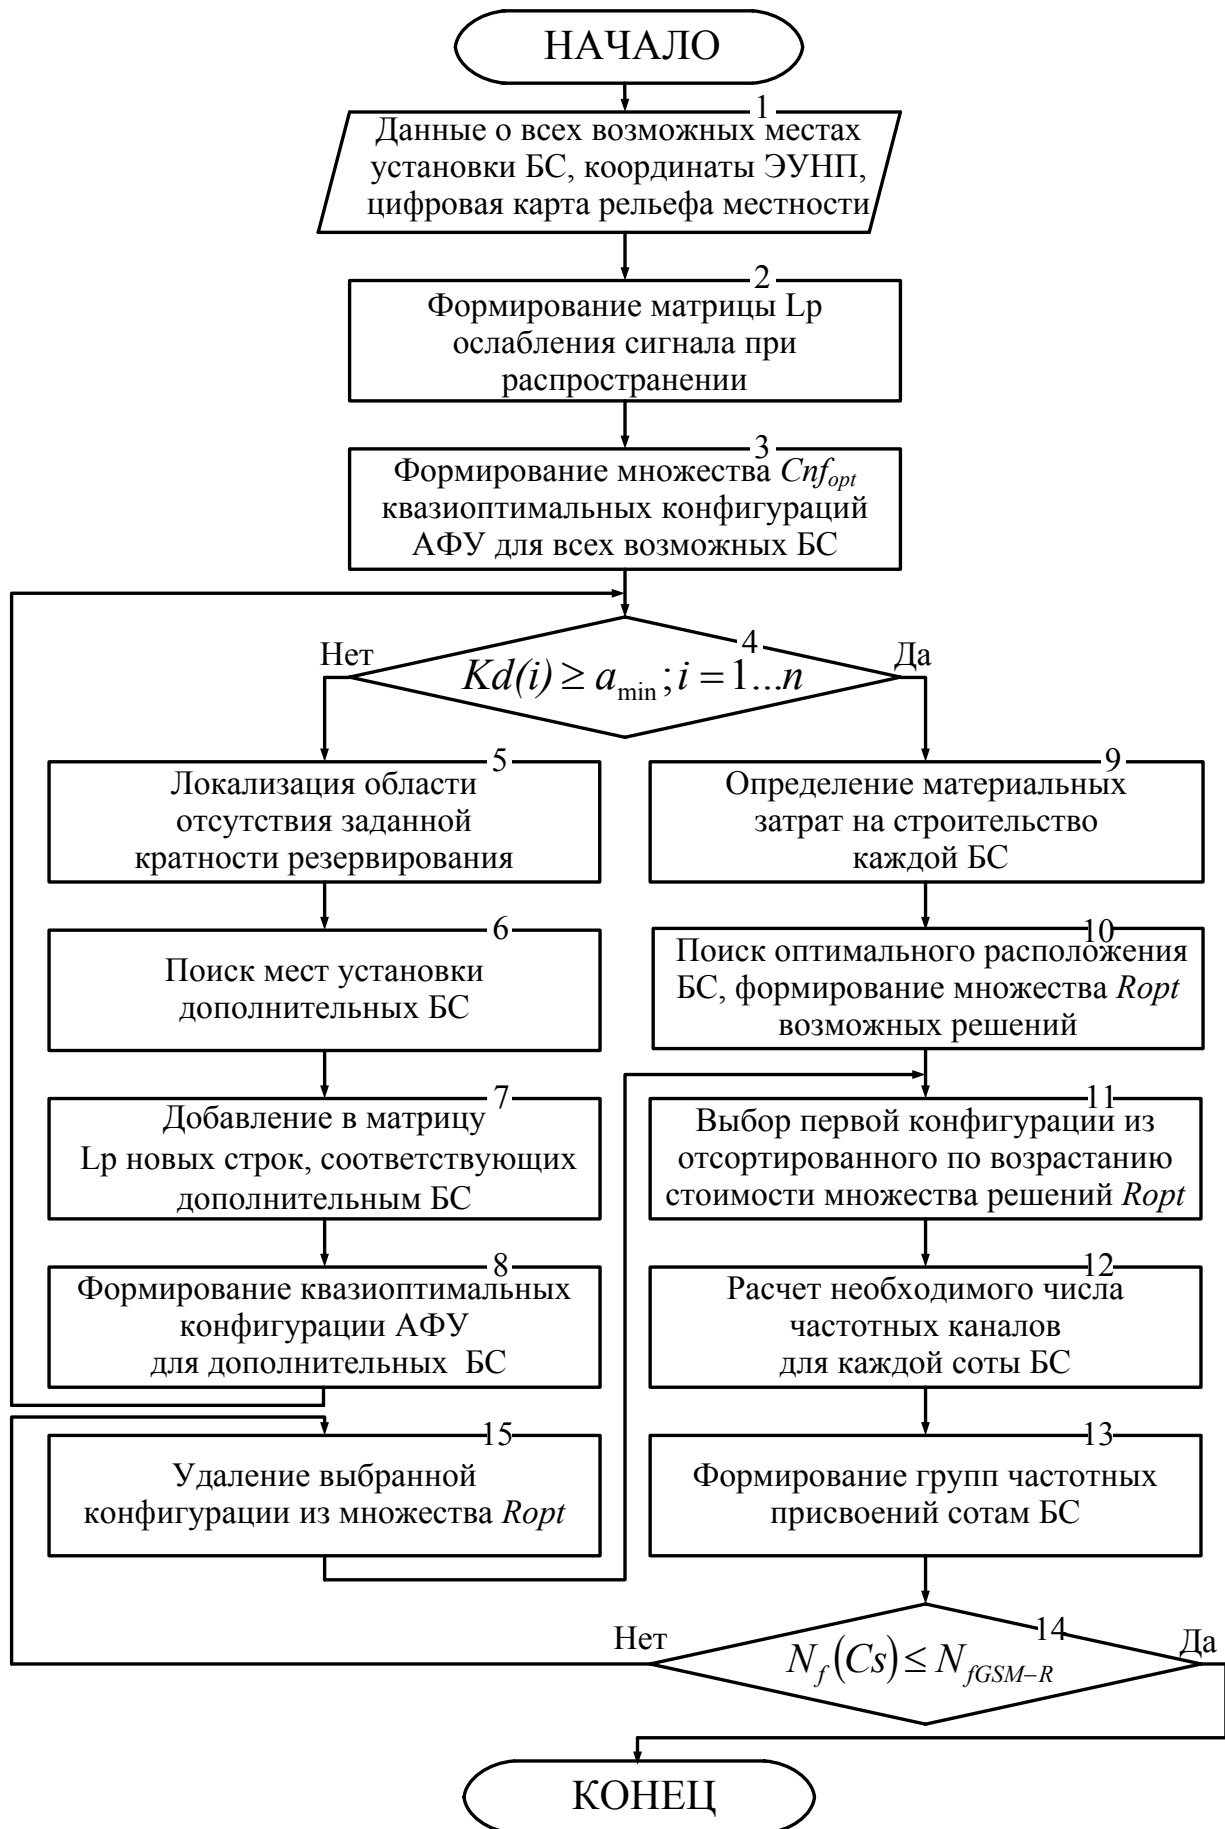 НАЧАЛО
1
Данные о всех возможных местах
установки БС, координаты ЭУНП,
цифровая карта рельефа местности
2
Формирование матрицы Lp
ослабления сигнала при
распространении
3
Формирование множества Cnf_opt
квазиоптимальных конфигураций
АФУ для всех возможных БС
4
Нет
Да
Kd(i) ≥ a_min; i = 1...n
5
Локализация области
отсутствия заданной
кратности резервирования
6
Поиск мест установки
дополнительных БС
7
Добавление в матрицу
Lp новых строк, соответствующих
дополнительным БС
8
Формирование квазиоптимальных
конфигурации АФУ
для дополнительных БС
15
Удаление выбранной
конфигурации из множества Ropt
9
Определение материальных
затрат на строительство
каждой БС
10
Поиск оптимального расположения
БС, формирование множества Ropt
возможных решений
11
Выбор первой конфигурации из
отсортированного по возрастанию
стоимости множества решений Ropt
12
Расчет необходимого числа
частотных каналов
для каждой соты БС
13
Формирование групп частотных
присвоений сотам БС
14
Нет
Да
N_f(Cs) ≤ N_fGSM–R
КОНЕЦ